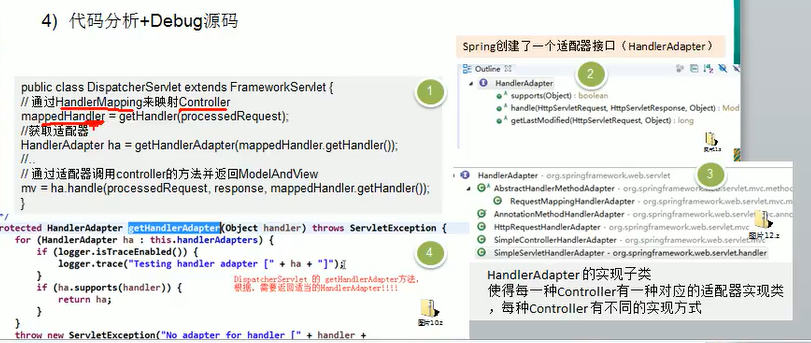 4) 代码分析+Debug源码
public class DispatcherServlet extends FrameworkServlet {
// 通过HandlerMapping来映射Controller
mappedHandler = getHandler(processedRequest);
//获取适配器
HandlerAdapter ha = getHandlerAdapter(mappedHandler.getHandler());
//..
// 通过适配器调用controller的方法并返回ModelAndView
mv = ha.handle(processedRequest, response, mappedHandler.getHandler());
}
1
Spring创建了一个适配器接口（HandlerAdapter）
Outline
2
HandlerAdapter
supports(Object) : boolean
handle(HttpServletRequest, HttpServletResponse, Object) : Mod
getLastModified(HttpServletRequest, Object) : long
3
HandlerAdapter - org.springframework.web.servlet
AbstractHandlerMethodAdapter - org.springframework.web.servlet.mvc.method
RequestMappingHandlerAdapter - org.springframework.web.servlet.mvc
AnnotationMethodHandlerAdapter - org.springframework.web.servlet
HttpRequestHandlerAdapter - org.springframework.web.servlet.mvc
SimpleControllerHandlerAdapter - org.springframework.web.servlet
SimpleServletHandlerAdapter - org.springframework.web.servlet.handler
图片12.z
HandlerAdapter 的实现子类
使得每一种Controller有一种对应的适配器实现类
，每种Controller 有不同的实现方式
*/
rotected HandlerAdapter getHandlerAdapter(Object handler) throws ServletException {
for (HandlerAdapter ha : this.handlerAdapters) {
if (logger.isTraceEnabled()) {
logger.trace("Testing handler adapter [" + ha + "]");
}
if (ha.supports(handler)) {
return ha;
}
}
throw new ServletException("No adapter for handler [" + handler +
4
DispatcherServlet 的 getHandlerAdapter方法,
根据, 需要返回适当的HandlerAdapter!!!!
图片10.z